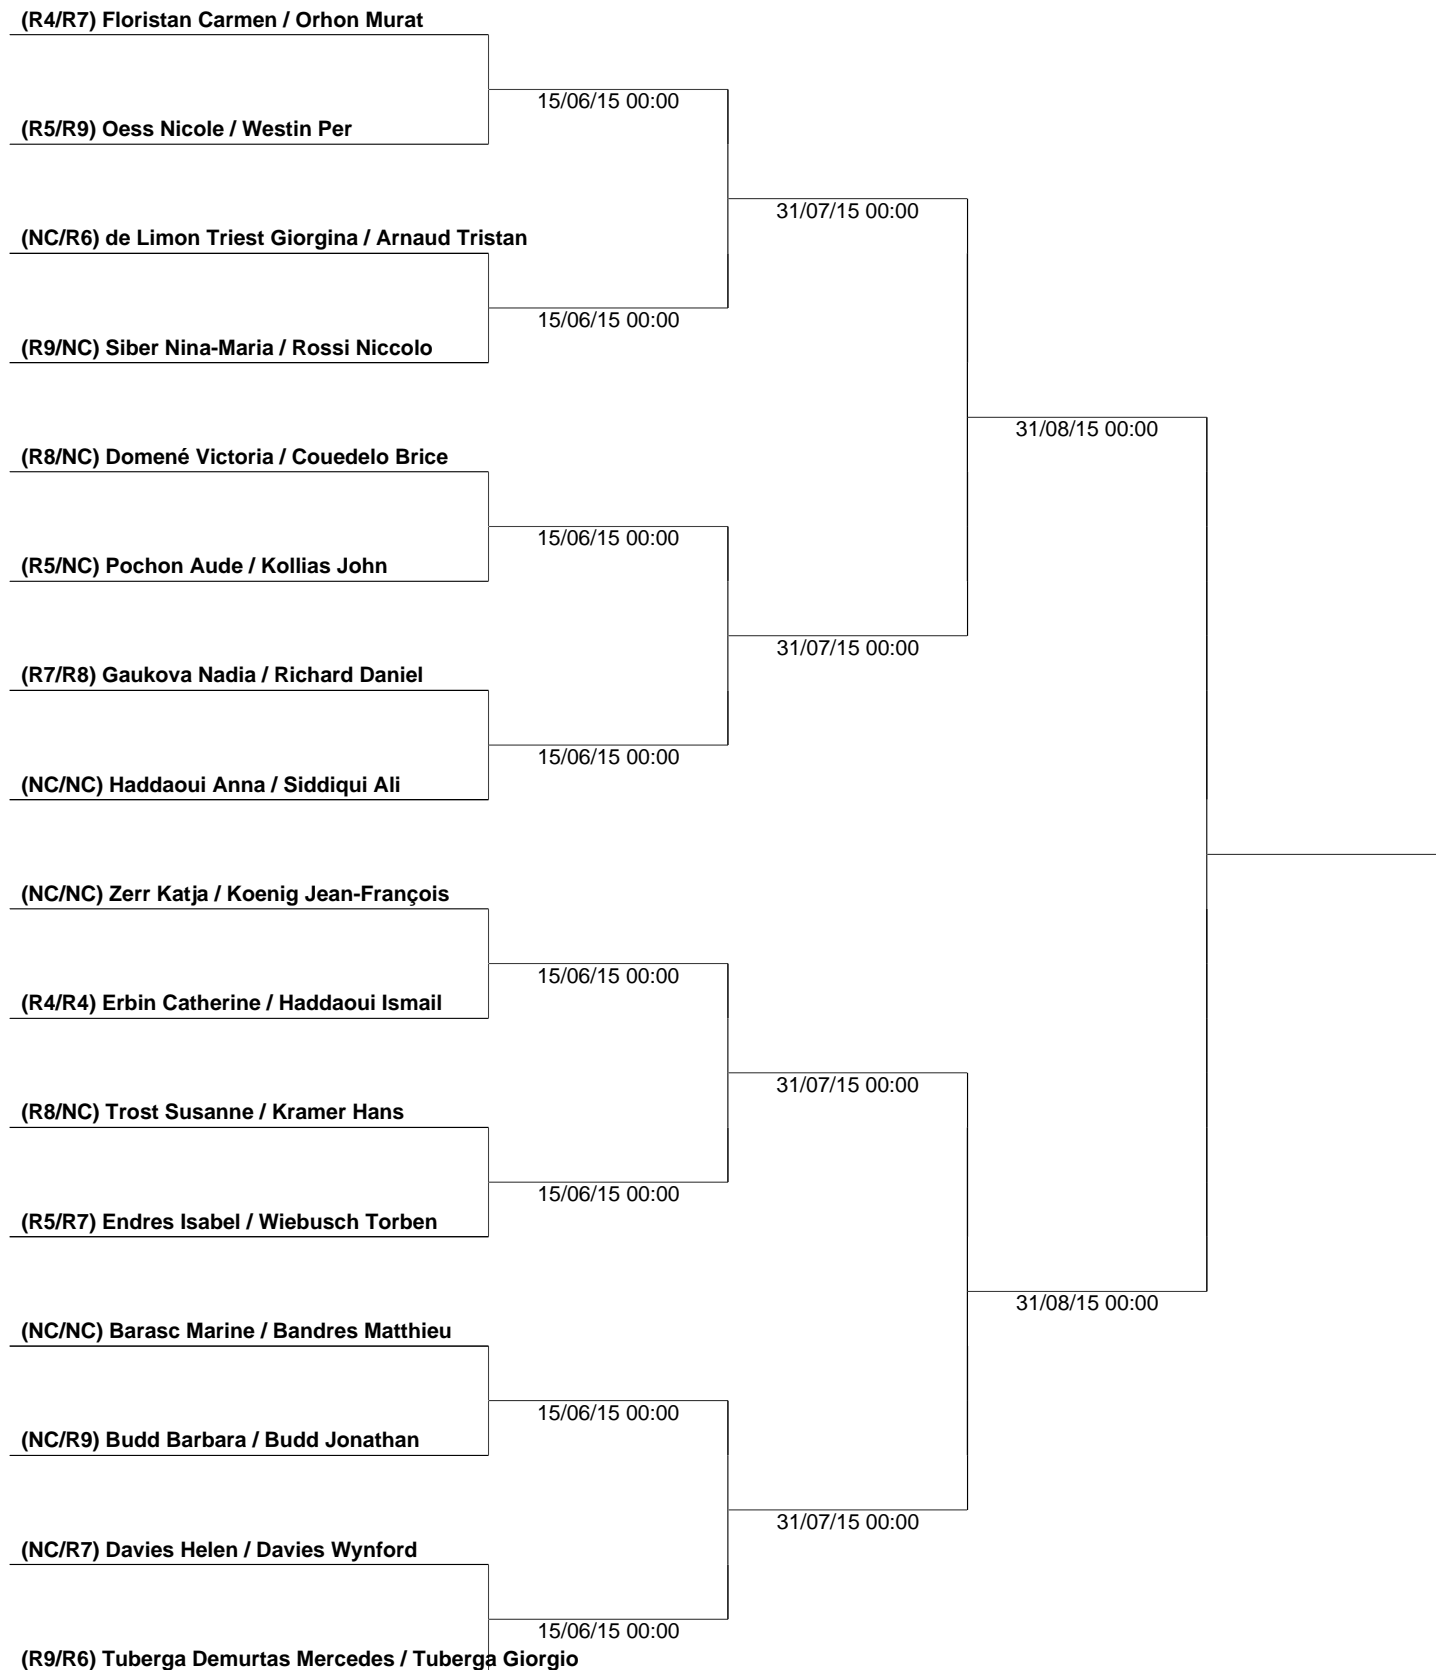 (R4/R7) Floristan Carmen / Orhon Murat
15/06/15 00:00
(R5/R9) Oess Nicole / Westin Per
31/07/15 00:00
(NC/R6) de Limon Triest Giorgina / Arnaud Tristan
15/06/15 00:00
(R9/NC) Siber Nina-Maria / Rossi Niccolo
31/08/15 00:00
(R8/NC) Domené Victoria / Couedelo Brice
15/06/15 00:00
(R5/NC) Pochon Aude / Kollias John
31/07/15 00:00
(R7/R8) Gaukova Nadia / Richard Daniel
15/06/15 00:00
(NC/NC) Haddaoui Anna / Siddiqui Ali
(NC/NC) Zerr Katja / Koenig Jean-François
15/06/15 00:00
(R4/R4) Erbin Catherine / Haddaoui Ismail
31/07/15 00:00
(R8/NC) Trost Susanne / Kramer Hans
15/06/15 00:00
(R5/R7) Endres Isabel / Wiebusch Torben
31/08/15 00:00
(NC/NC) Barasc Marine / Bandres Matthieu
15/06/15 00:00
(NC/R9) Budd Barbara / Budd Jonathan
31/07/15 00:00
(NC/R7) Davies Helen / Davies Wynford
15/06/15 00:00
(R9/R6) Tuberga Demurtas Mercedes / Tuberga Giorgio